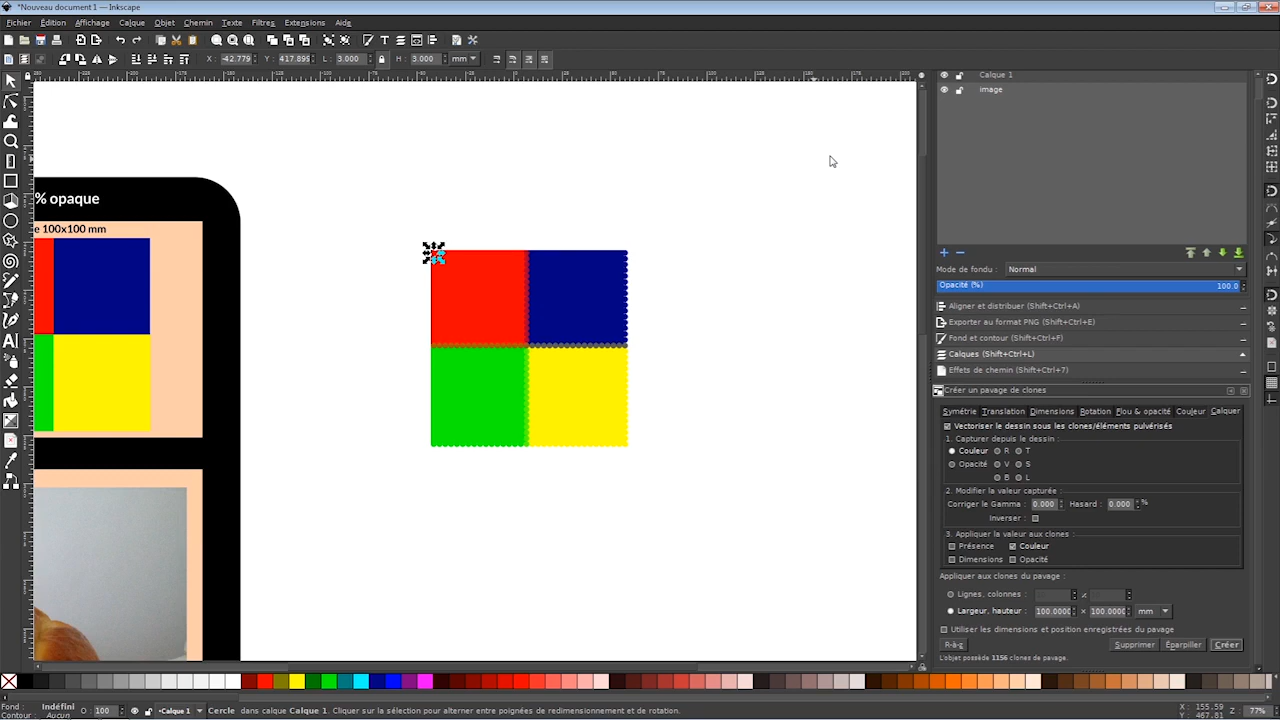 *Nouveau document1 — Inkscape
Fichier Édition Affichage Calque Objet Chemin Texte Filtres Extensions Aide
X : -42.779 Y : 417.899 L : 3.000 H : 3.000 mm
% opaque
e 100x100 mm
Calque 1
image
Mode de fondu : Normal
Opacité (%) 100.0
Aligner et distribuer (Shift+Ctrl+A)
Exporter au format PNG (Shift+Ctrl+E)
Fond et contour (Shift+Ctrl+F)
Calques (Shift+Ctrl+L)
Effets de chemin (Shift+Ctrl+7)
Créer un pavage de clones
Symétrie Translation Dimensions Rotation Flou & opacité Couleur Calquer
Vectoriser le dessin sous les clones/éléments pulvérisés
1. Capturer depuis le dessin :
Couleur R T
Opacité V S
B L
2. Modifier la valeur capturée :
Corriger le Gamma : 0.000 Hasard : 0.000 %
Inverser :
3. Appliquer la valeur aux clones :
Présence Couleur
Dimensions Opacité
Appliquer aux clones du pavage :
Lignes, colonnes :
Largeur, hauteur : 100.0000 × 100.0000 mm
Utiliser les dimensions et position enregistrées du pavage
R-à-z Supprimer Éparpiller Créer
L'objet possède 1156 clones de pavage.
Fond : Indéfini
Contour : Aucun
O : 100 •Calque 1 Cercle dans calque Calque 1. Cliquer sur la sélection pour alterner entre poignées de redimensionnement et de rotation.
X : 155.59
Y : 467.81
Z : 77%